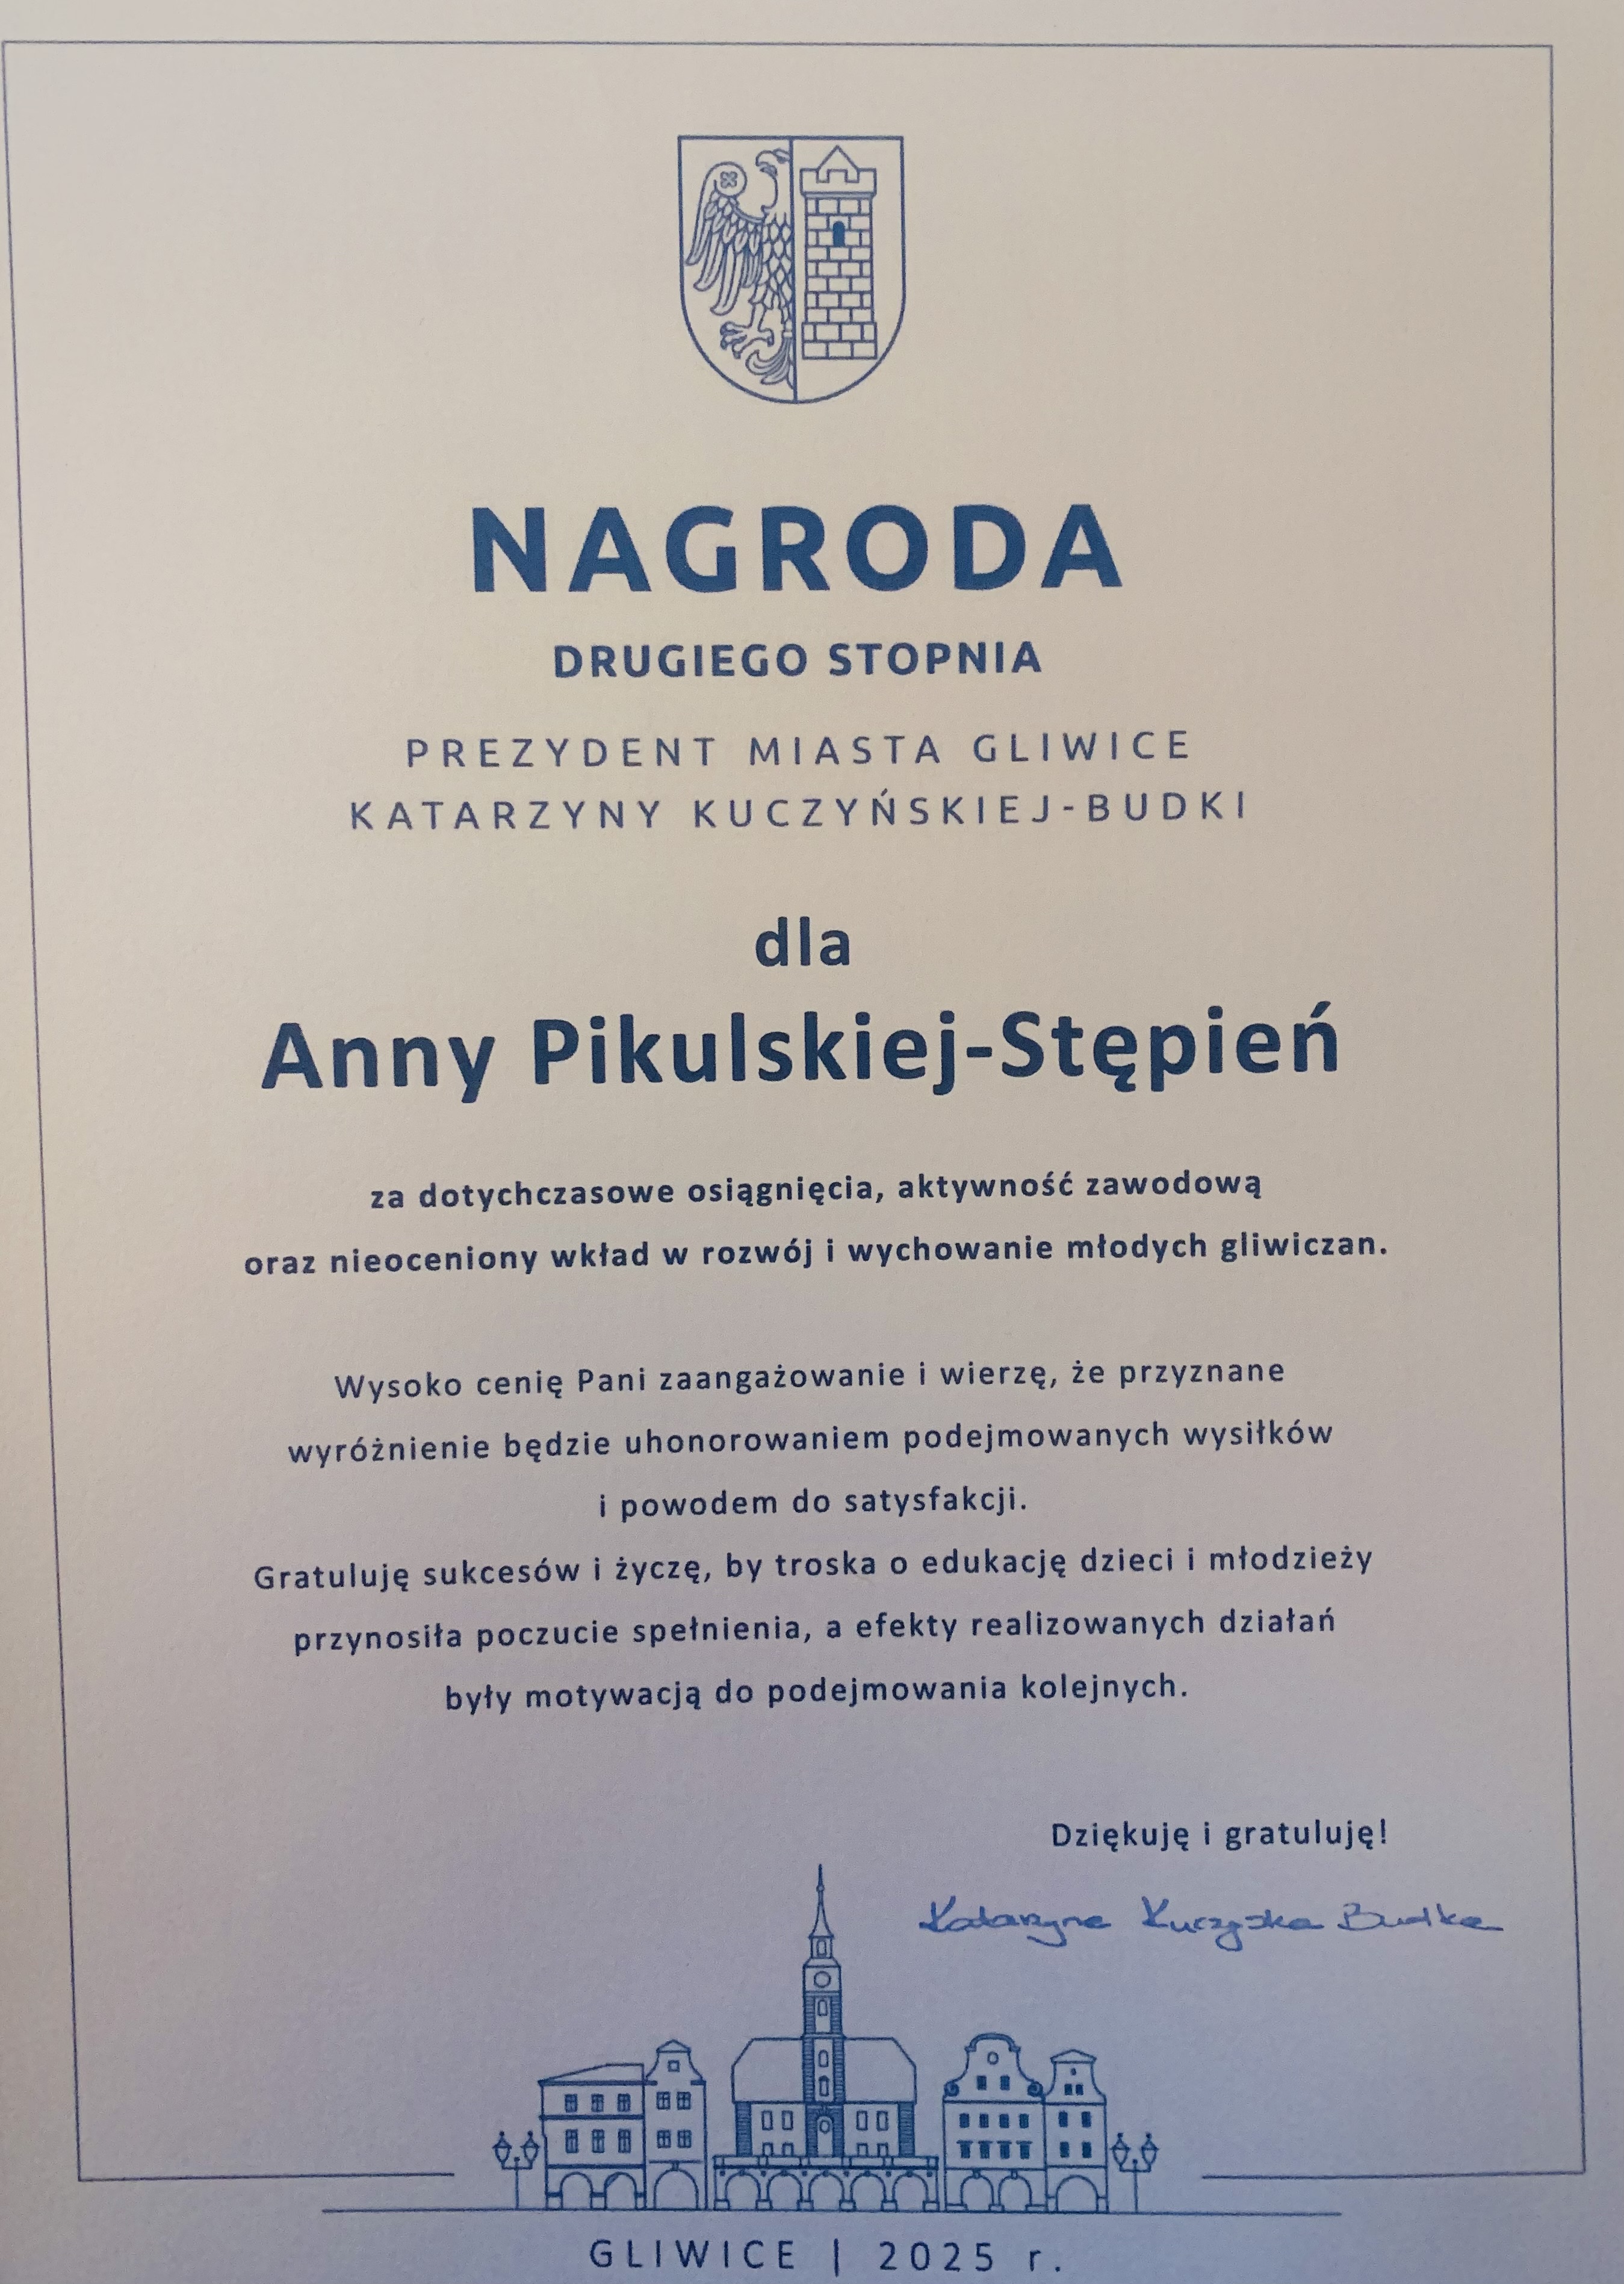 NAGRODA
DRUGIEGO STOPNIA
PREZYDENT MIASTA GLIWICE
KATARZYNY KUCZYŃSKIEJ-BUDKI
dla
Anny Pikulskiej-Stępień
za dotychczasowe osiągnięcia, aktywność zawodową
oraz nieoceniony wkład w rozwój i wychowanie młodych gliwiczan.
Wysoko cenię Pani zaangażowanie i wierzę, że przyznane
wyróżnienie będzie uhonorowaniem podejmowanych wysiłków
i powodem do satysfakcji.
Gratuluję sukcesów i życzę, by troska o edukację dzieci i młodzieży
przynosiła poczucie spełnienia, a efekty realizowanych działań
były motywacją do podejmowania kolejnych.
Dziękuję i gratuluję!
Katarzyna Kuczyńska Budka
GLIWICE | 2025 r.